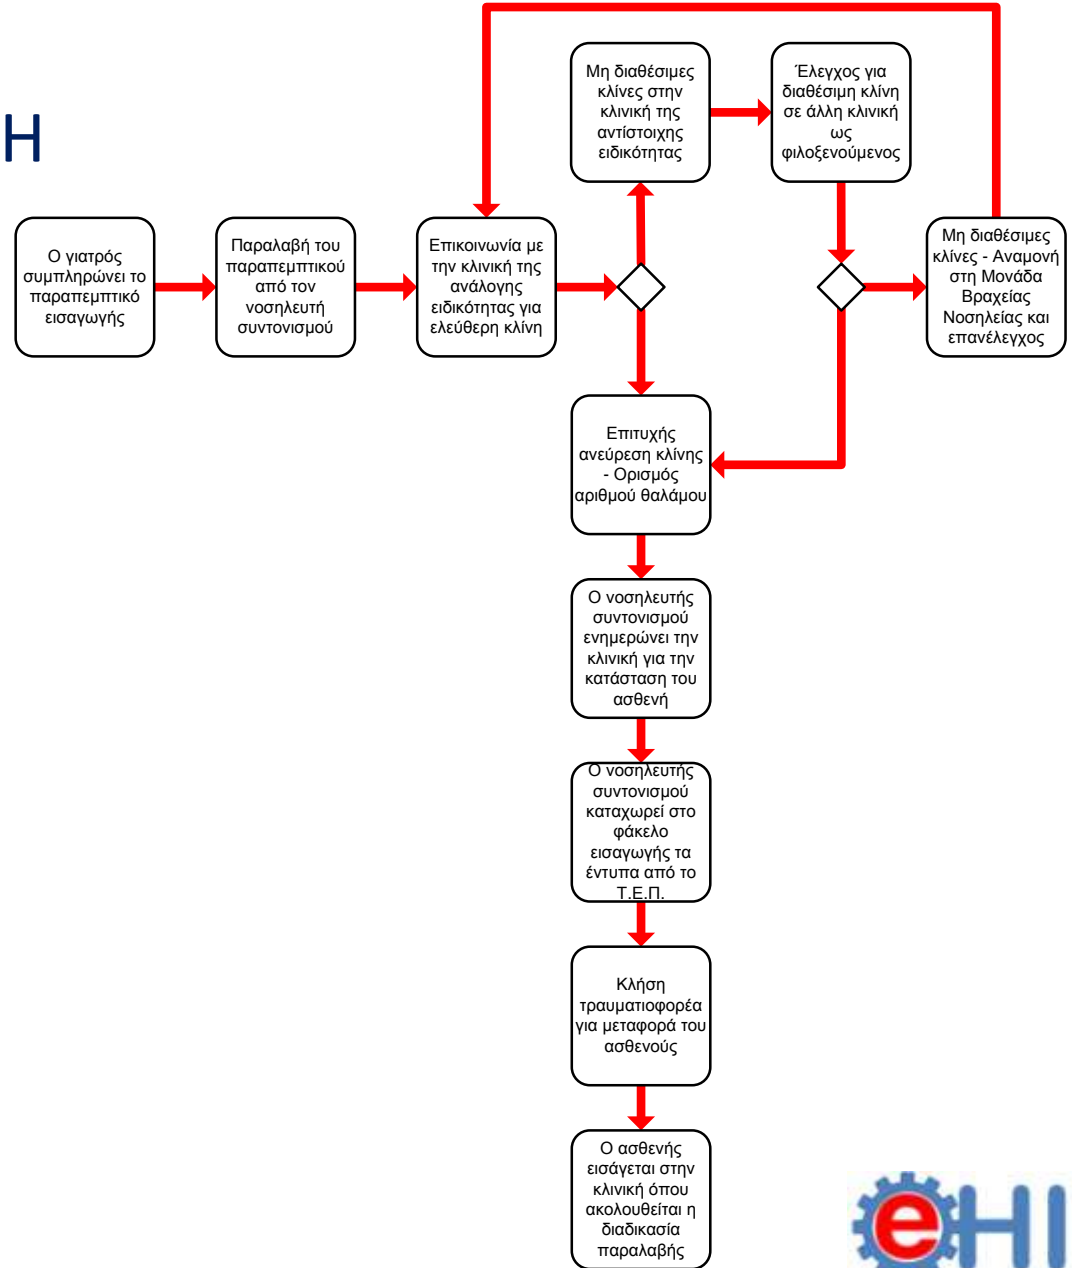 Η
Μη διαθέσιμες
κλίνες στην
κλινική της
αντίστοιχης
ειδικότητας
Έλεγχος για
διαθέσιμη κλίνη
σε άλλη κλινική
ως
φιλοξενούμενος
Ο γιατρός
συμπληρώνει το
παραπεμπτικό
εισαγωγής
Παραλαβή του
παραπεμπτικού
από τον
νοσηλευτή
συντονισμού
Επικοινωνία με
την κλινική της
ανάλογης
ειδικότητας για
ελεύθερη κλίνη
Μη διαθέσιμες
κλίνες - Αναμονή
στη Μονάδα
Βραχείας
Νοσηλείας και
επανέλεγχος
Επιτυχής
ανεύρεση κλίνης
- Ορισμός
αριθμού θαλάμου
Ο νοσηλευτής
συντονισμού
ενημερώνει την
κλινική για την
κατάσταση του
ασθενή
Ο νοσηλευτής
συντονισμού
καταχωρεί στο
φάκελο
εισαγωγής τα
έντυπα από το
Τ.Ε.Π.
Κλήση
τραυματιοφορέα
για μεταφορά του
ασθενούς
Ο ασθενής
εισάγεται στην
κλινική όπου
ακολουθείται η
διαδικασία
παραλαβής
eHI